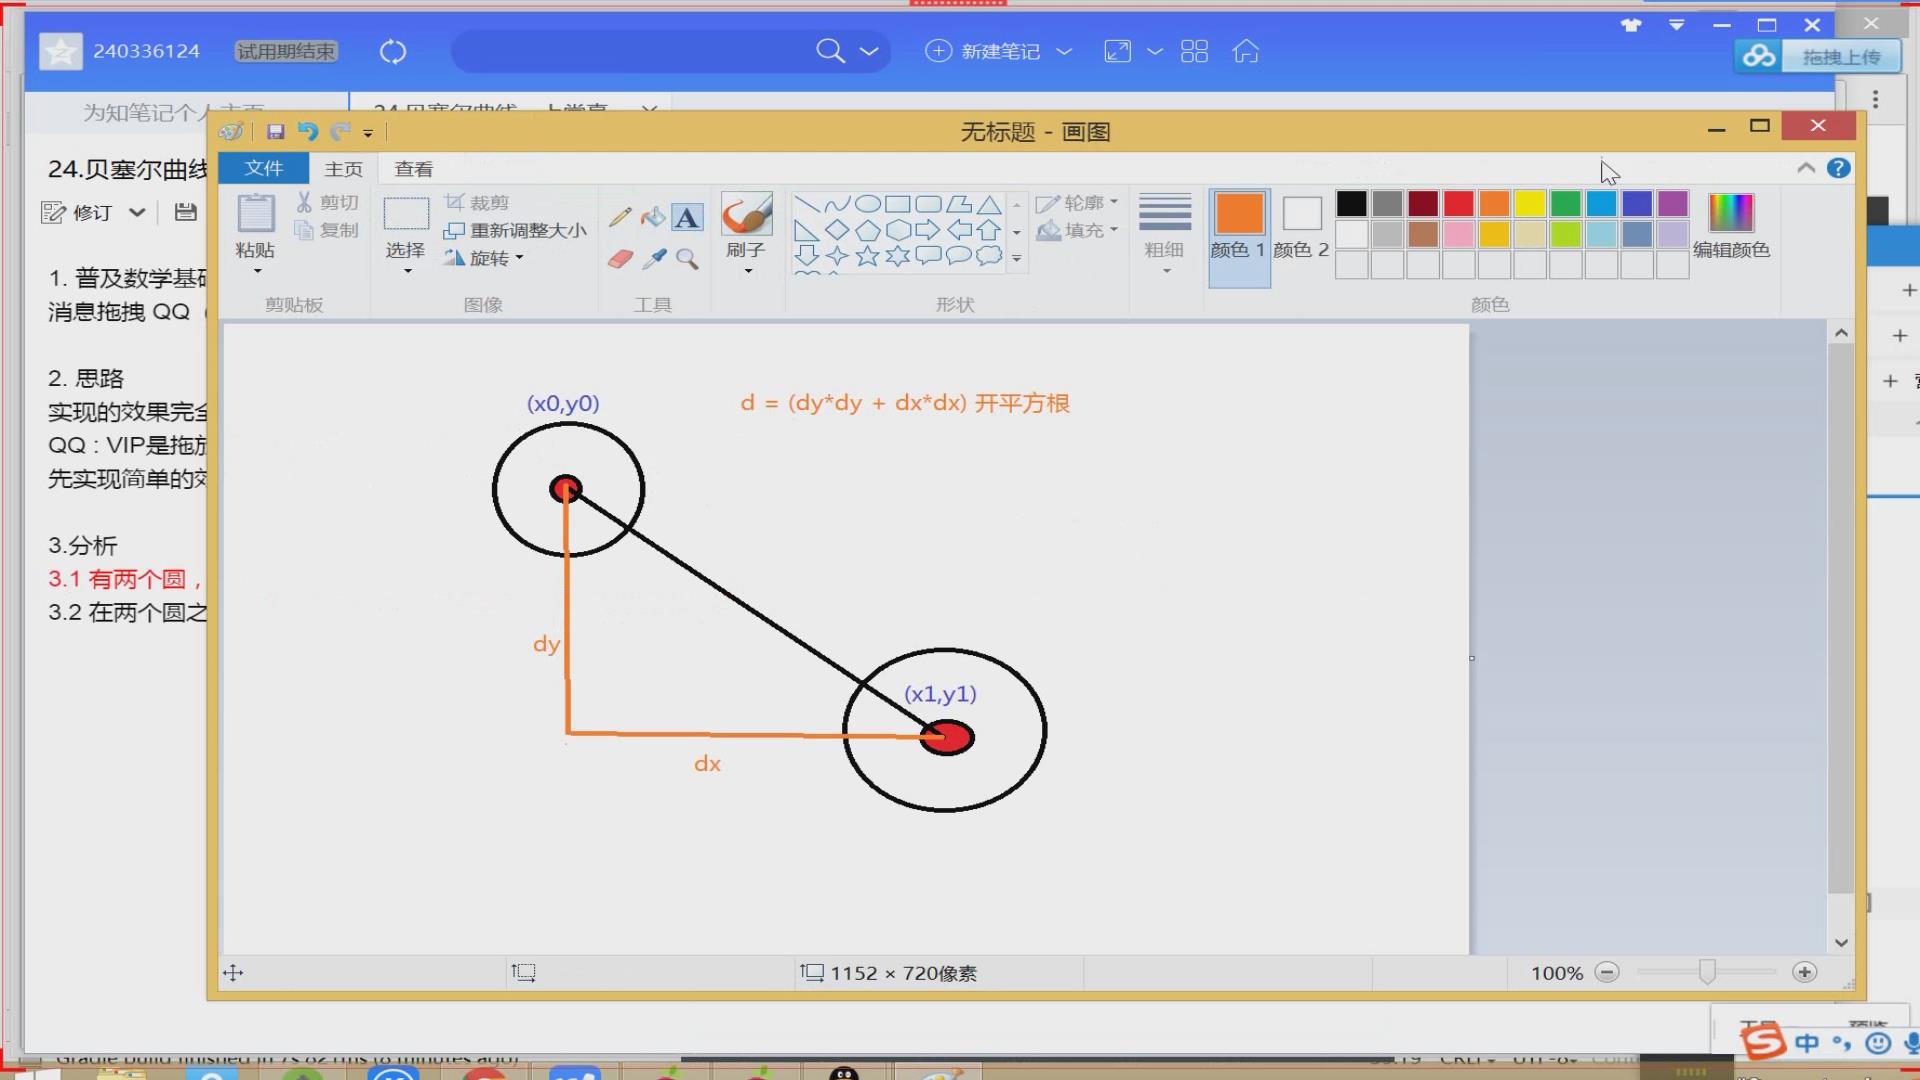 240336124
试用期结束
新建笔记
拖拽上传
为知笔记个人主页
24.贝塞尔曲线
无标题 - 画图
文件
主页
查看
24.贝塞尔曲线
修订
粘贴
剪切
复制
剪贴板
选择
裁剪
重新调整大小
旋转
图像
A
工具
刷子
形状
轮廓
填充
粗细
颜色 1
颜色 2
编辑颜色
颜色
1. 普及数学基础
消息拖拽 QQ
2. 思路
实现的效果完全
QQ : VIP是拖放
先实现简单的效
3.分析
3.1 有两个圆，
3.2 在两个圆之
(x0,y0)
d = (dy*dy + dx*dx) 开平方根
dy
(x1,y1)
dx
1152 × 720像素
100%
中